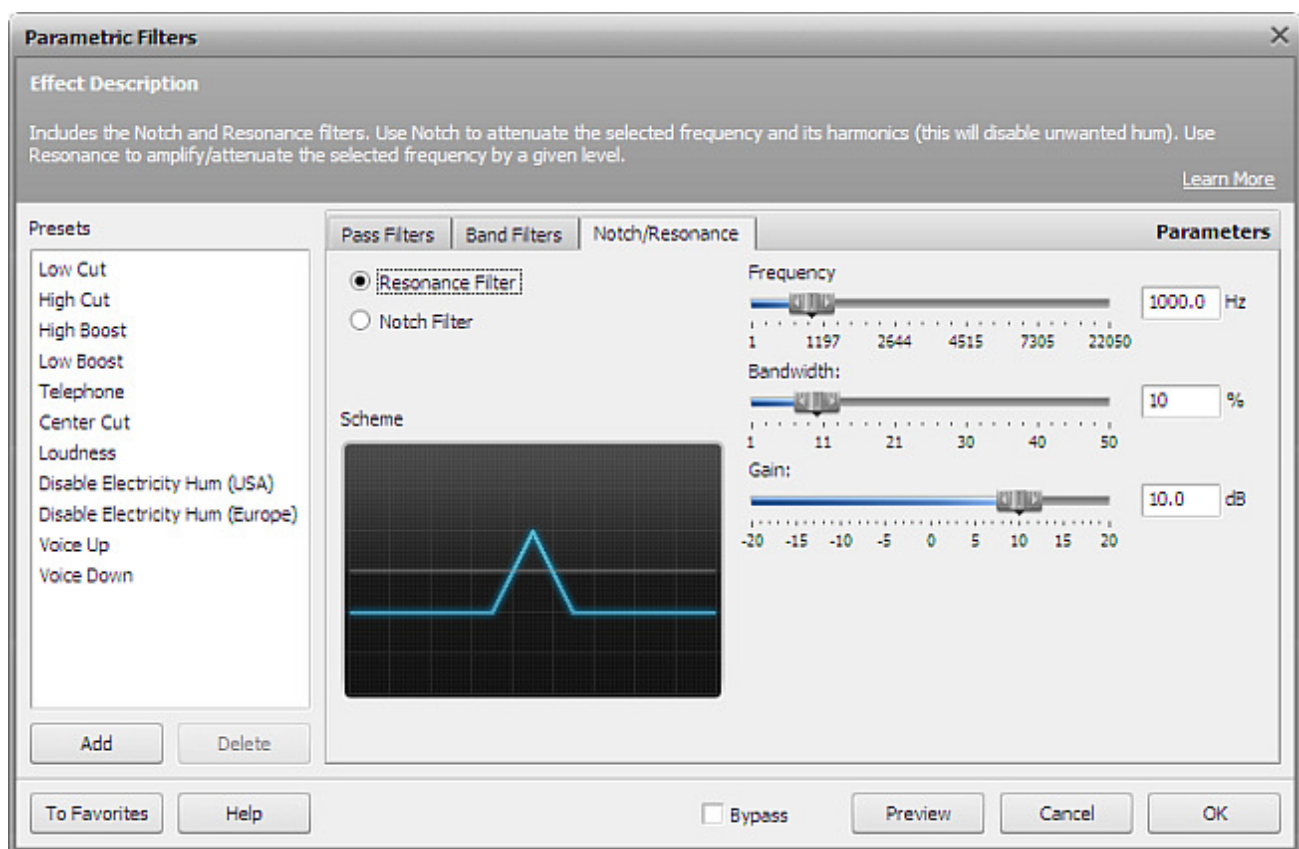 Parametric Filters
Effect Description
Includes the Notch and Resonance filters. Use Notch to attenuate the selected frequency and its harmonics (this will disable unwanted hum). Use
Resonance to amplify/attenuate the selected frequency by a given level.
Learn More
Presets
Low Cut
High Cut
High Boost
Low Boost
Telephone
Center Cut
Loudness
Disable Electricity Hum (USA)
Disable Electricity Hum (Europe)
Voice Up
Voice Down
Add Delete
Pass Filters Band Filters Notch/Resonance Parameters
Resonance Filter
Notch Filter
Scheme
Frequency
1000.0 Hz
1 1197 2644 4515 7305 22050
Bandwidth:
10 %
1 11 21 30 40 50
Gain:
10.0 dB
-20 -15 -10 -5 0 5 10 15 20
To Favorites Help Bypass Preview Cancel OK